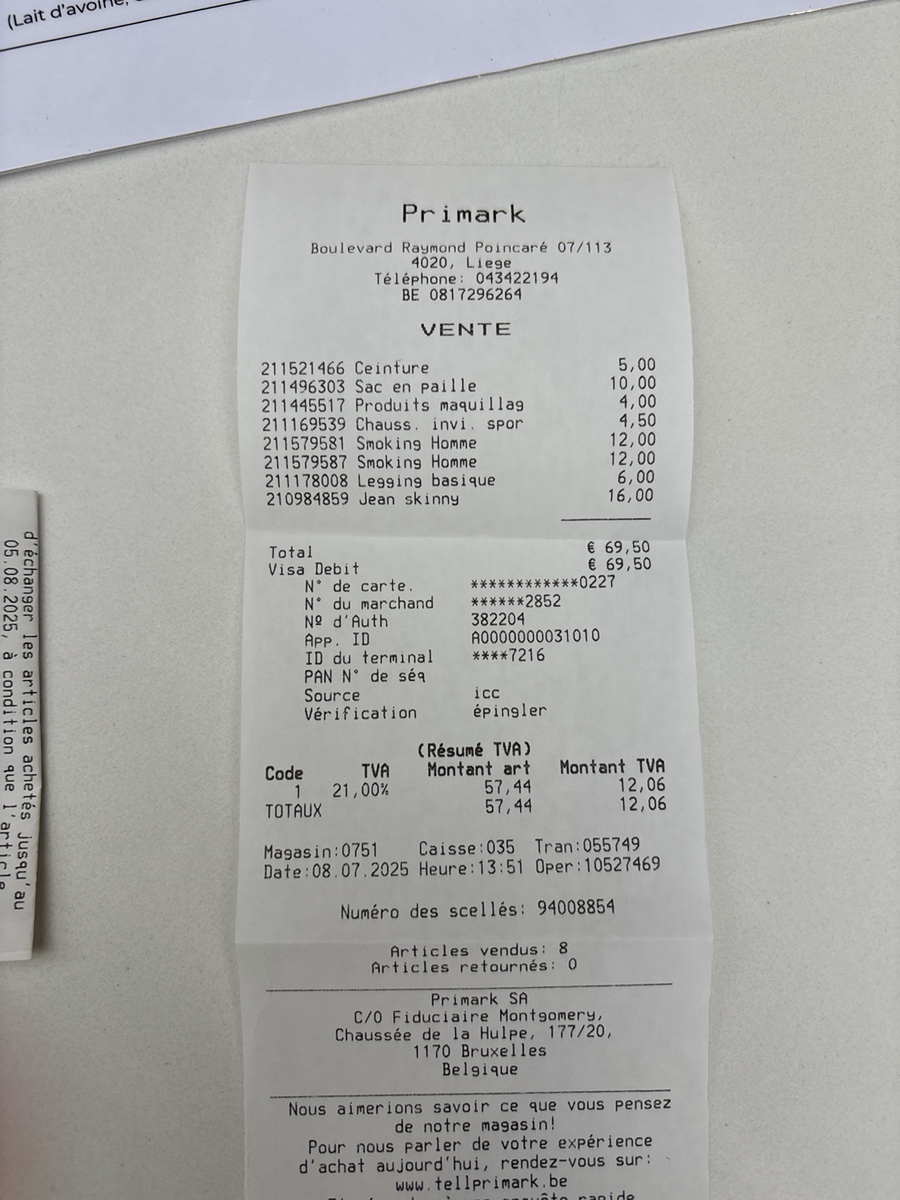 (Lait d'avoine,
Primark
Boulevard Raymond Poincaré 07/113
4020, Liege
Téléphone: 043422194
BE 0817296264
VENTE
211521466 Ceinture 5,00
211496303 Sac en paille 10,00
211445517 Produits maquillag 4,00
211169539 Chauss. invi. spor 4,50
211579581 Smoking Homme 12,00
211579587 Smoking Homme 12,00
211178008 Legging basique 6,00
210984859 Jean skinny 16,00
Total € 69,50
Visa Debit € 69,50
N° de carte. ************0227
N° du marchand ******2852
Nº d'Auth 382204
App. ID A0000000031010
ID du terminal ****7216
PAN N° de séq
Source icc
Vérification épingler
(Résumé TVA)
Code TVA Montant art Montant TVA
1 21,00% 57,44 12,06
TOTAUX 57,44 12,06
Magasin:0751 Caisse:035 Tran:055749
Date:08.07.2025 Heure:13:51 Oper:10527469
Numéro des scellés: 94008854
Articles vendus: 8
Articles retournés: 0
Primark SA
C/O Fiduciaire Montgomery,
Chaussée de la Hulpe, 177/20,
1170 Bruxelles
Belgique
Nous aimerions savoir ce que vous pensez
de notre magasin!
Pour nous parler de votre expérience
d'achat aujourd'hui, rendez-vous sur:
www.tellprimark.be
d'échanger les articles achetés jusqu'au
05.08.2025, à condition que l'article